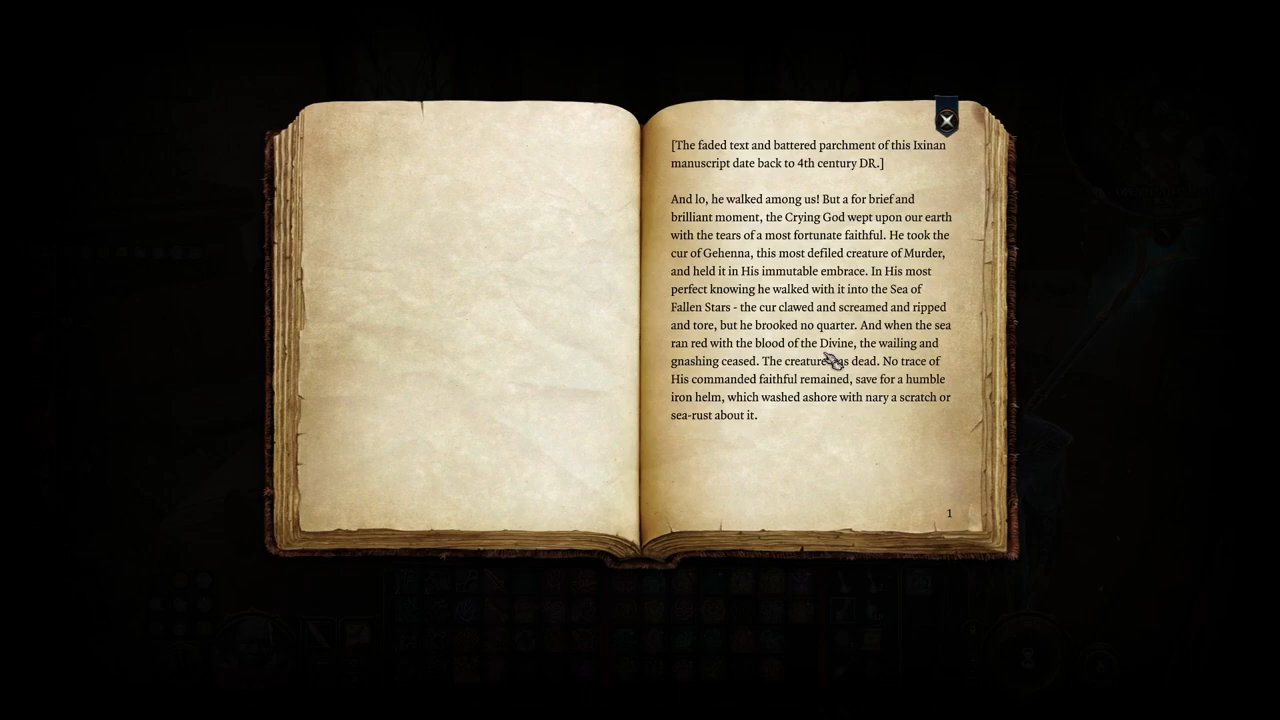 [The faded text and battered parchment of this Ixinan
manuscript date back to 4th century DR.]
And lo, he walked among us! But a for brief and
brilliant moment, the Crying God wept upon our earth
with the tears of a most fortunate faithful. He took the
cur of Gehenna, this most defiled creature of Murder,
and held it in His immutable embrace. In His most
perfect knowing he walked with it into the Sea of
Fallen Stars - the cur clawed and screamed and ripped
and tore, but he brooked no quarter. And when the sea
ran red with the blood of the Divine, the wailing and
gnashing ceased. The creature was dead. No trace of
His commanded faithful remained, save for a humble
iron helm, which washed ashore with nary a scratch or
sea-rust about it.
1